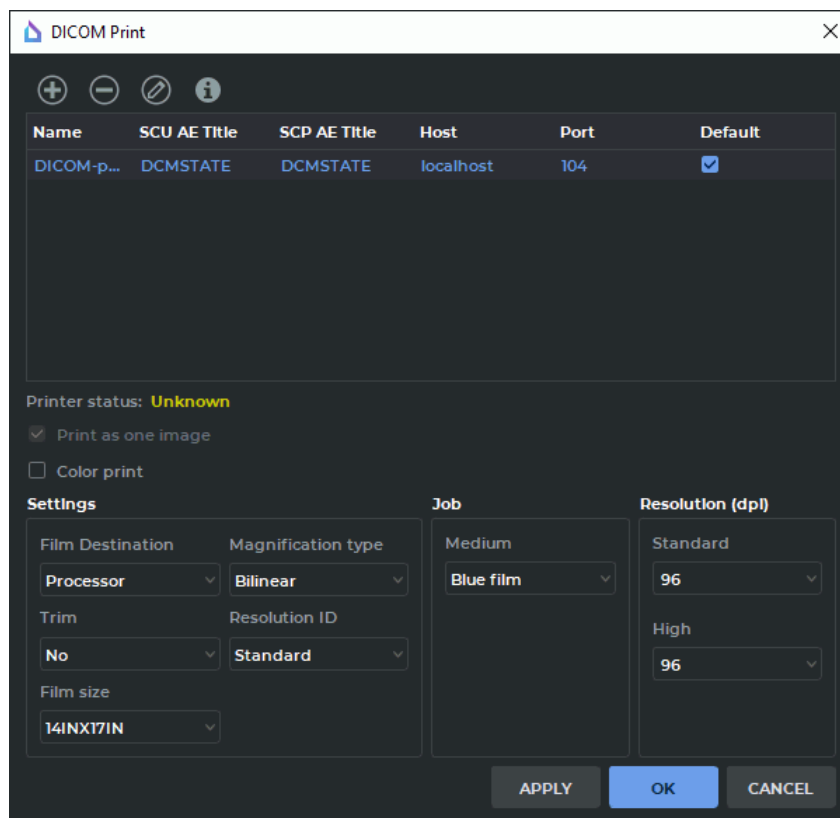 DICOM Print
Name SCU AE Title SCP AE Title Host Port Default
DICOM-p... DCMSTATE DCMSTATE localhost 104
Printer status: Unknown
Print as one image
Color print
Settings
Film Destination Magnification type
Processor Bilinear
Trim Resolution ID
No Standard
Film size
14INX17IN
Job
Medium
Blue film
Resolution (dpi)
Standard
96
High
96
APPLY OK CANCEL